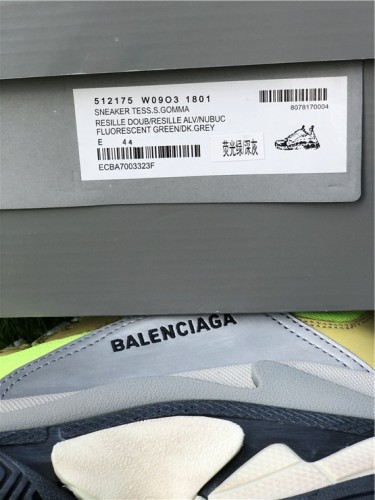 512175 W09O3 1801
SNEAKER TESS.S.GOMMA
8078170004
RESILLE DOUB/RESILLE ALV/NUBUC
FLUORESCENT GREEN/DK.GREY
E 44
荧光绿/深灰
ECBA7003323F
BALENCIAGA